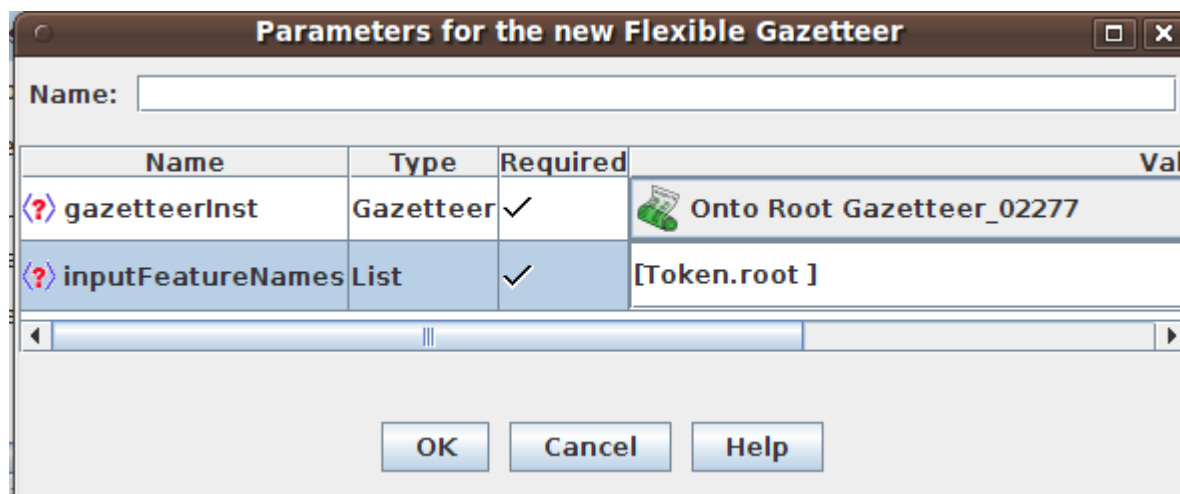 Parameters for the new Flexible Gazetteer
Name:
Name Type Required Val
gazetteerInst Gazetteer Onto Root Gazetteer_02277
inputFeatureNames List [Token.root ]
OK Cancel Help